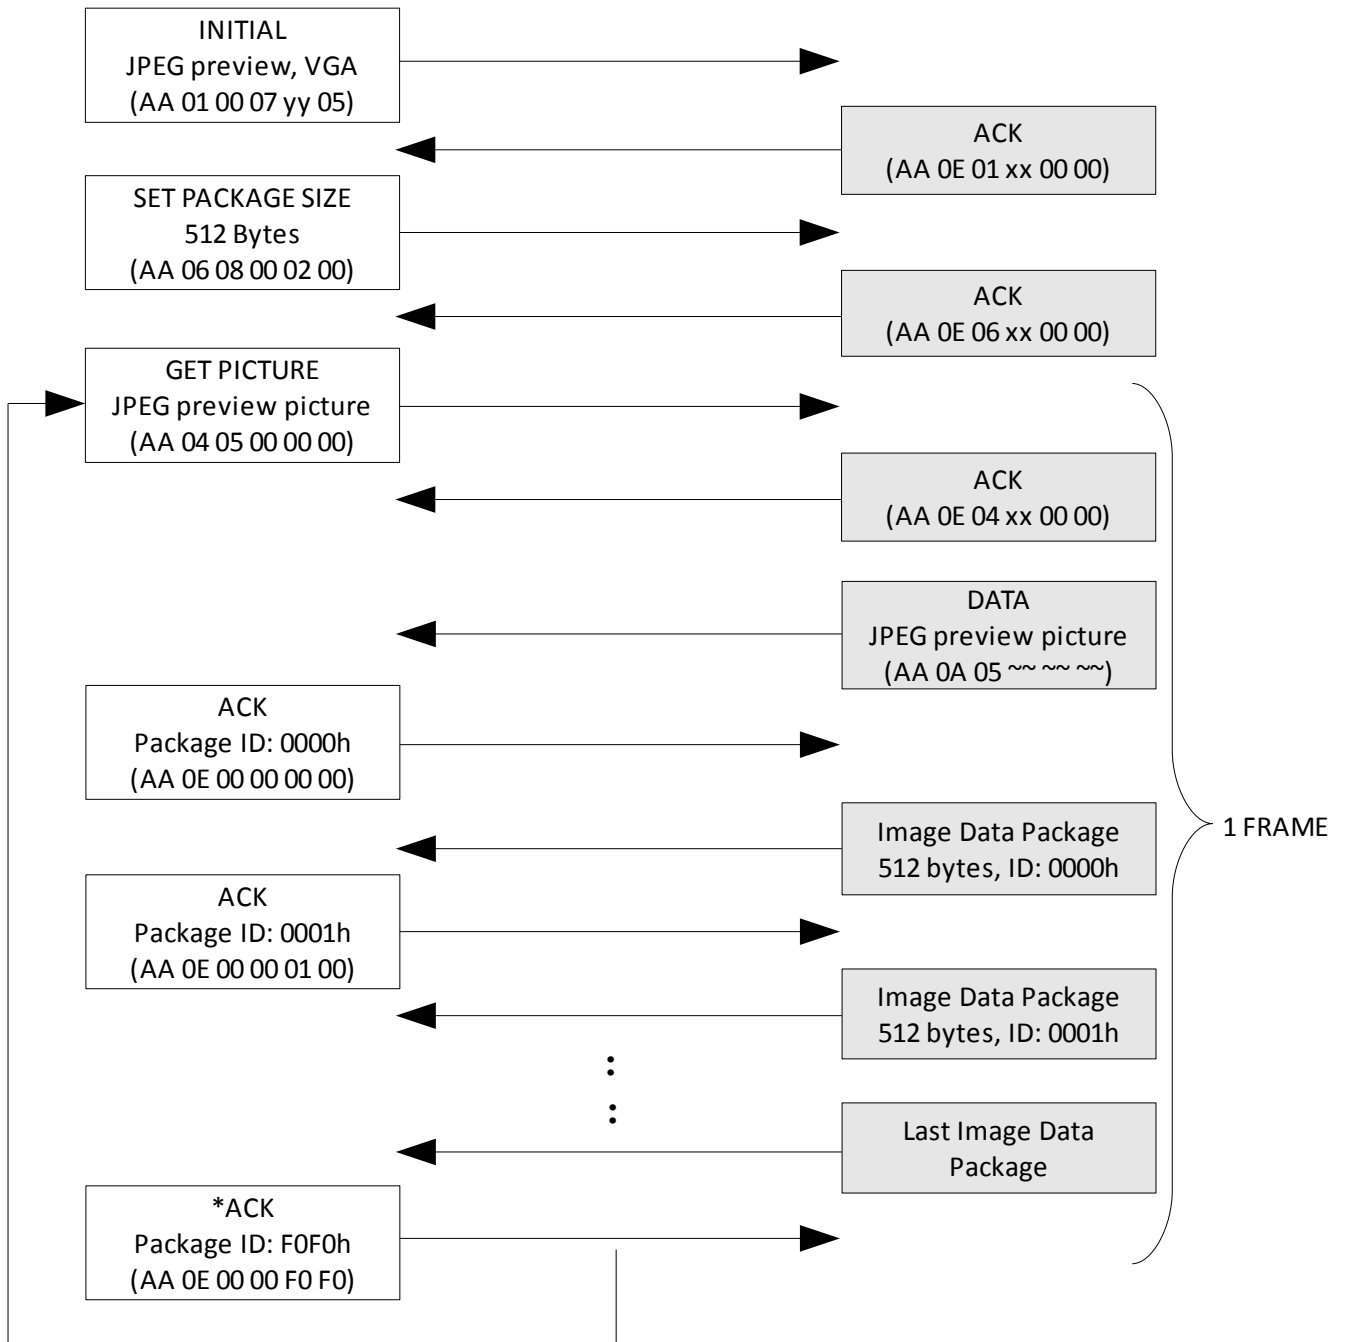 INITIAL
JPEG preview, VGA
(AA 01 00 07 yy 05)
ACK
(AA 0E 01 xx 00 00)
SET PACKAGE SIZE
512 Bytes
(AA 06 08 00 02 00)
ACK
(AA 0E 06 xx 00 00)
GET PICTURE
JPEG preview picture
(AA 04 05 00 00 00)
ACK
(AA 0E 04 xx 00 00)
DATA
JPEG preview picture
(AA 0A 05 ~~ ~~ ~~)
ACK
Package ID: 0000h
(AA 0E 00 00 00 00)
Image Data Package
512 bytes, ID: 0000h
1 FRAME
ACK
Package ID: 0001h
(AA 0E 00 00 01 00)
Image Data Package
512 bytes, ID: 0001h
Last Image Data
Package
*ACK
Package ID: F0F0h
(AA 0E 00 00 F0 F0)